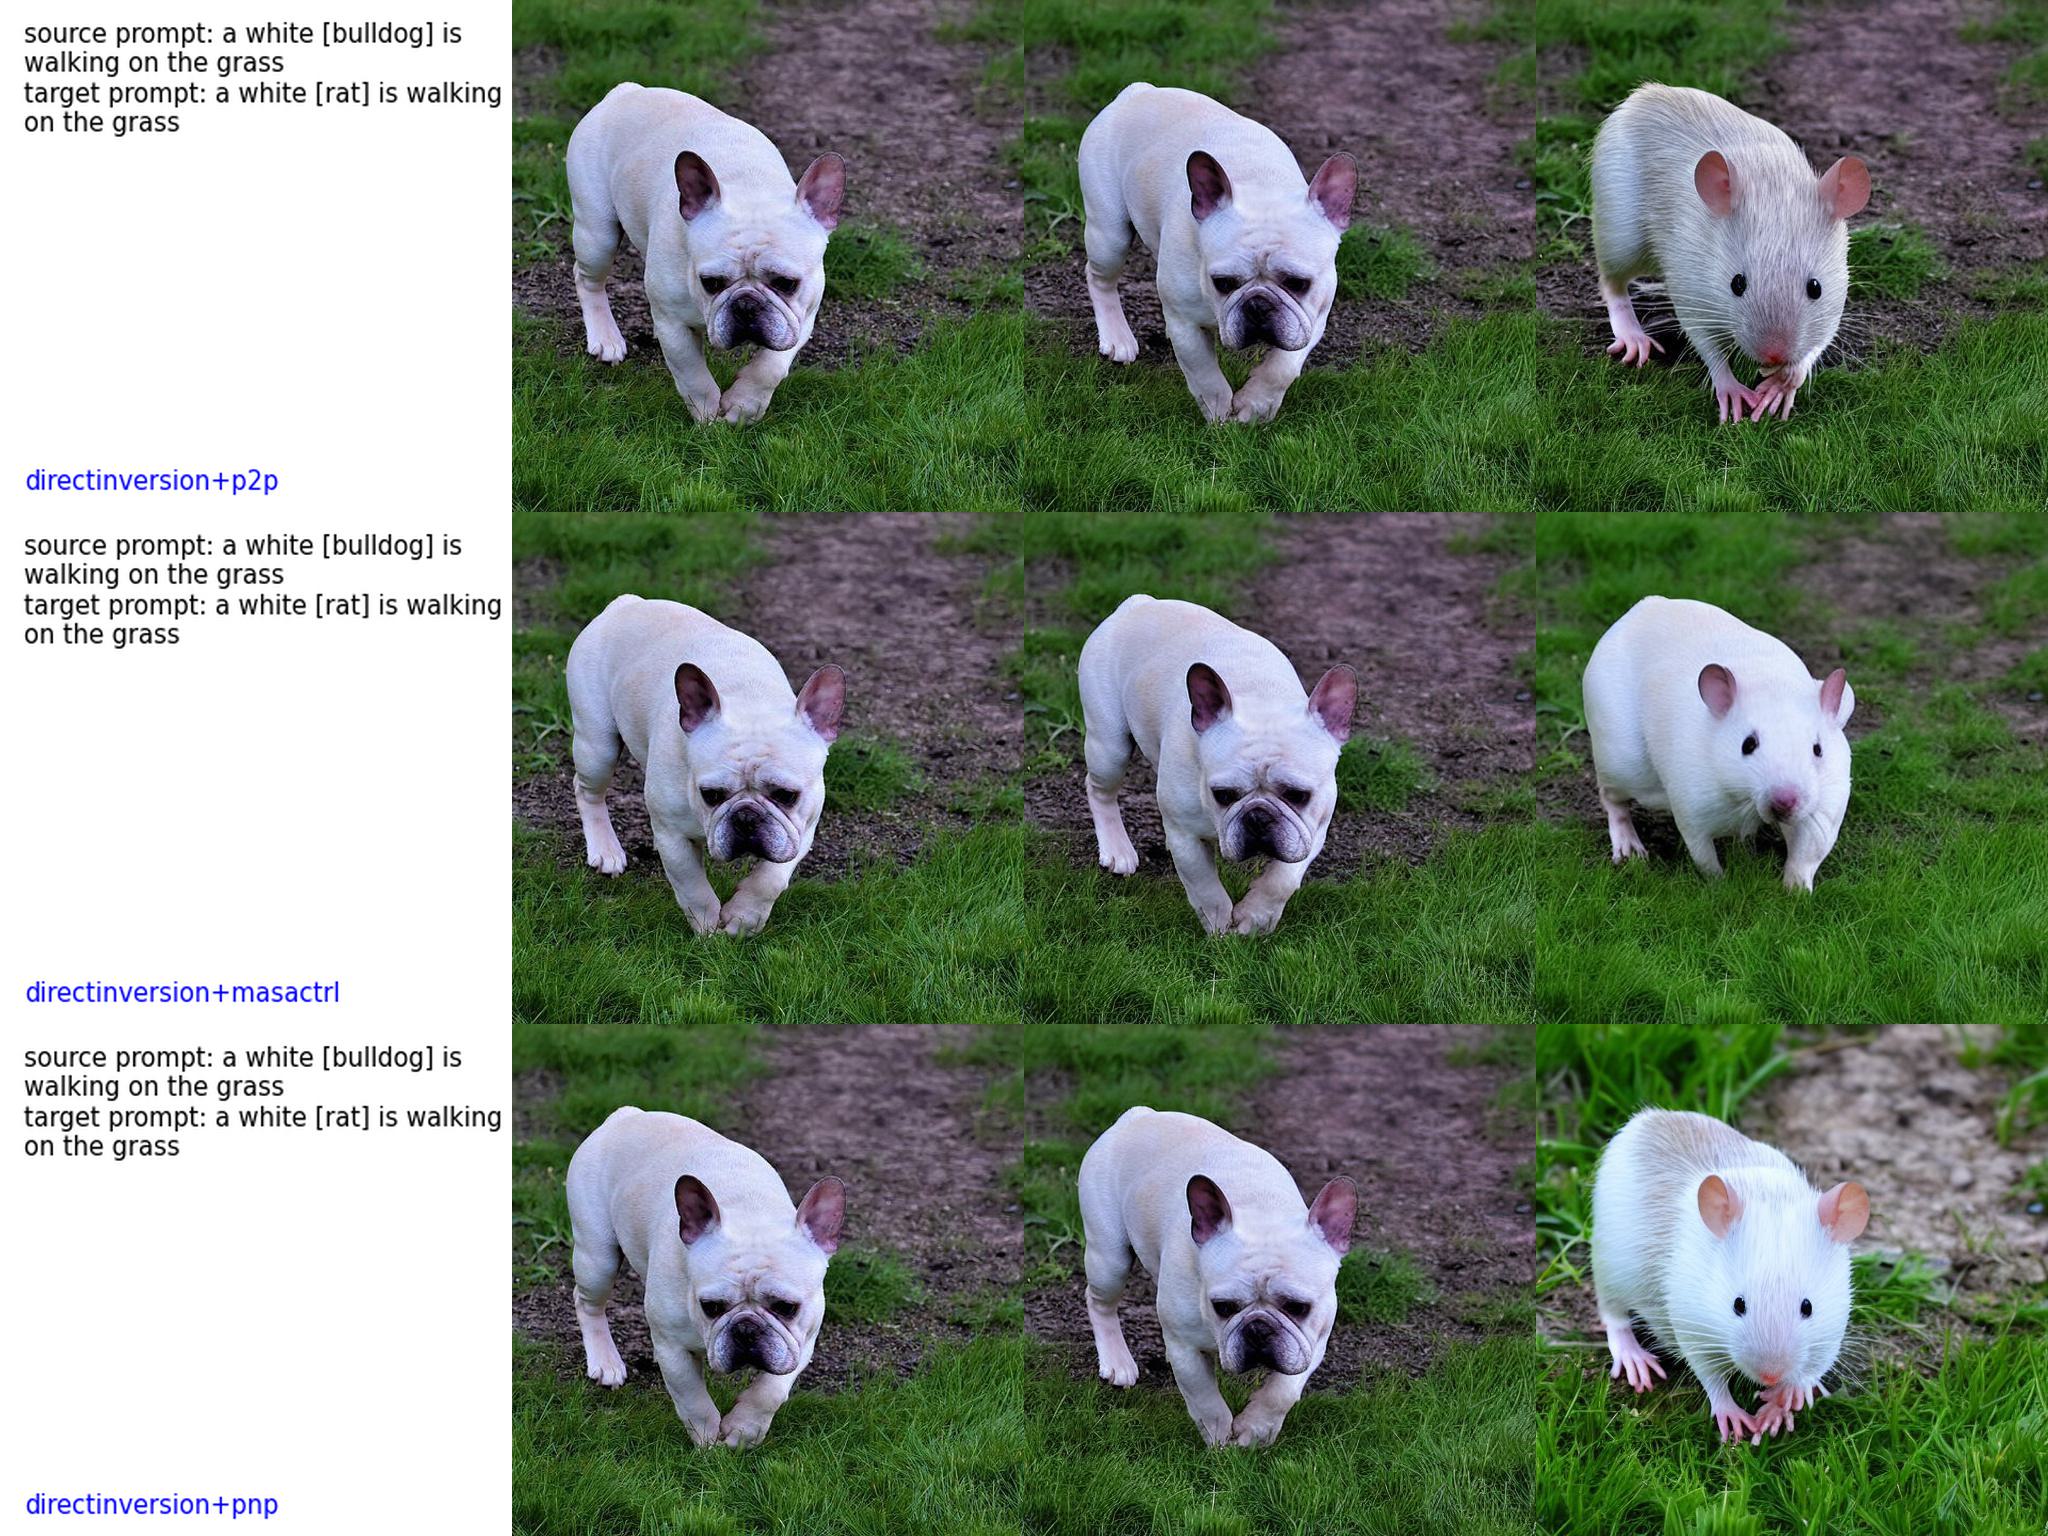 source prompt: a white [bulldog] is
walking on the grass
target prompt: a white [rat] is walking
on the grass
directinversion+p2p
source prompt: a white [bulldog] is
walking on the grass
target prompt: a white [rat] is walking
on the grass
directinversion+masactrl
source prompt: a white [bulldog] is
walking on the grass
target prompt: a white [rat] is walking
on the grass
directinversion+pnp